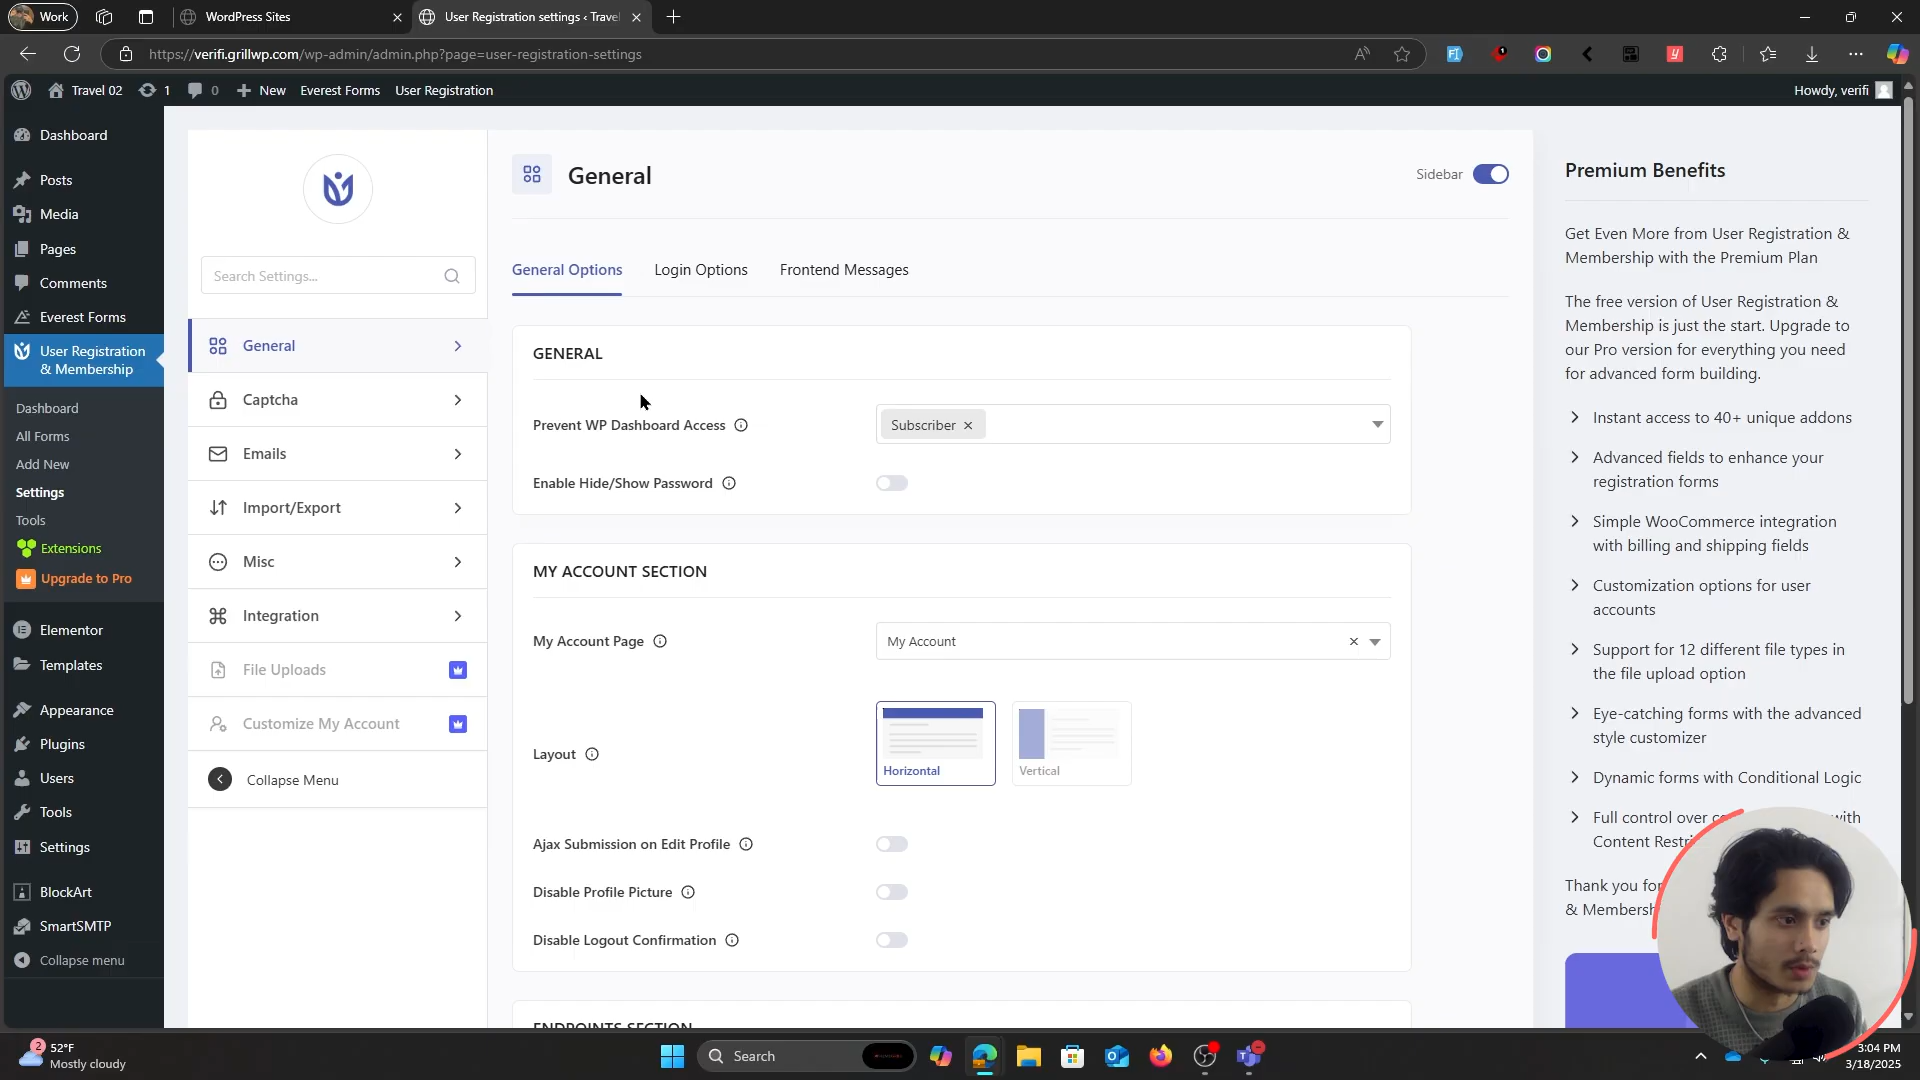 Work
WordPress Sites
User Registration settings ‹ Trave
https://verifi.grillwp.com/wp-admin/admin.php?page=user-registration-settings
Travel 02
1
0
New
Everest Forms
User Registration
Howdy, verifi
Dashboard
Posts
Media
Pages
Comments
Everest Forms
User Registration
& Membership
Dashboard
All Forms
Add New
Settings
Tools
Extensions
Upgrade to Pro
Elementor
Templates
Appearance
Plugins
Users
Tools
Settings
BlockArt
SmartSMTP
Collapse menu
Search Settings...
General
Captcha
Emails
Import/Export
Misc
Integration
File Uploads
Customize My Account
Collapse Menu
General
Sidebar
General Options
Login Options
Frontend Messages
GENERAL
Prevent WP Dashboard Access
Subscriber ×
Enable Hide/Show Password
MY ACCOUNT SECTION
My Account Page
My Account
×
Layout
Horizontal
Vertical
Ajax Submission on Edit Profile
Disable Profile Picture
Disable Logout Confirmation
ENDPOINTS SECTION
Premium Benefits
Get Even More from User Registration &
Membership with the Premium Plan
The free version of User Registration &
Membership is just the start. Upgrade to
our Pro version for everything you need
for advanced form building.
Instant access to 40+ unique addons
Advanced fields to enhance your
registration forms
Simple WooCommerce integration
with billing and shipping fields
Customization options for user
accounts
Support for 12 different file types in
the file upload option
Eye-catching forms with the advanced
style customizer
Dynamic forms with Conditional Logic
Full control over
with
Content
Thank you
&
2
52°F
Mostly cloudy
Search
3:04 PM
3/18/2025